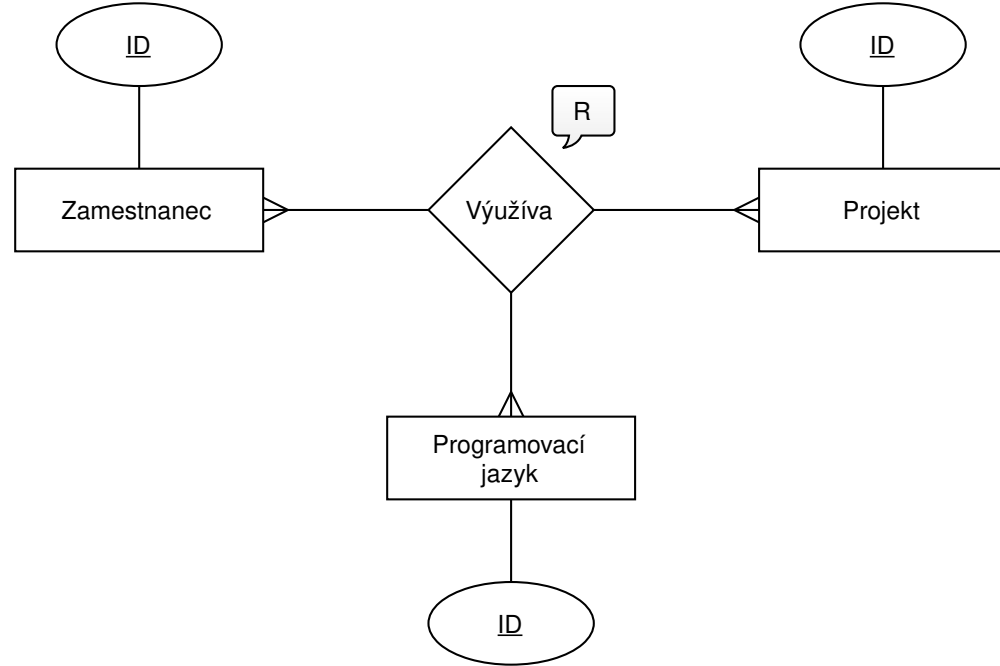 ID
ID
R
Zamestnanec
Výužíva
Projekt
Programovací
jazyk
ID